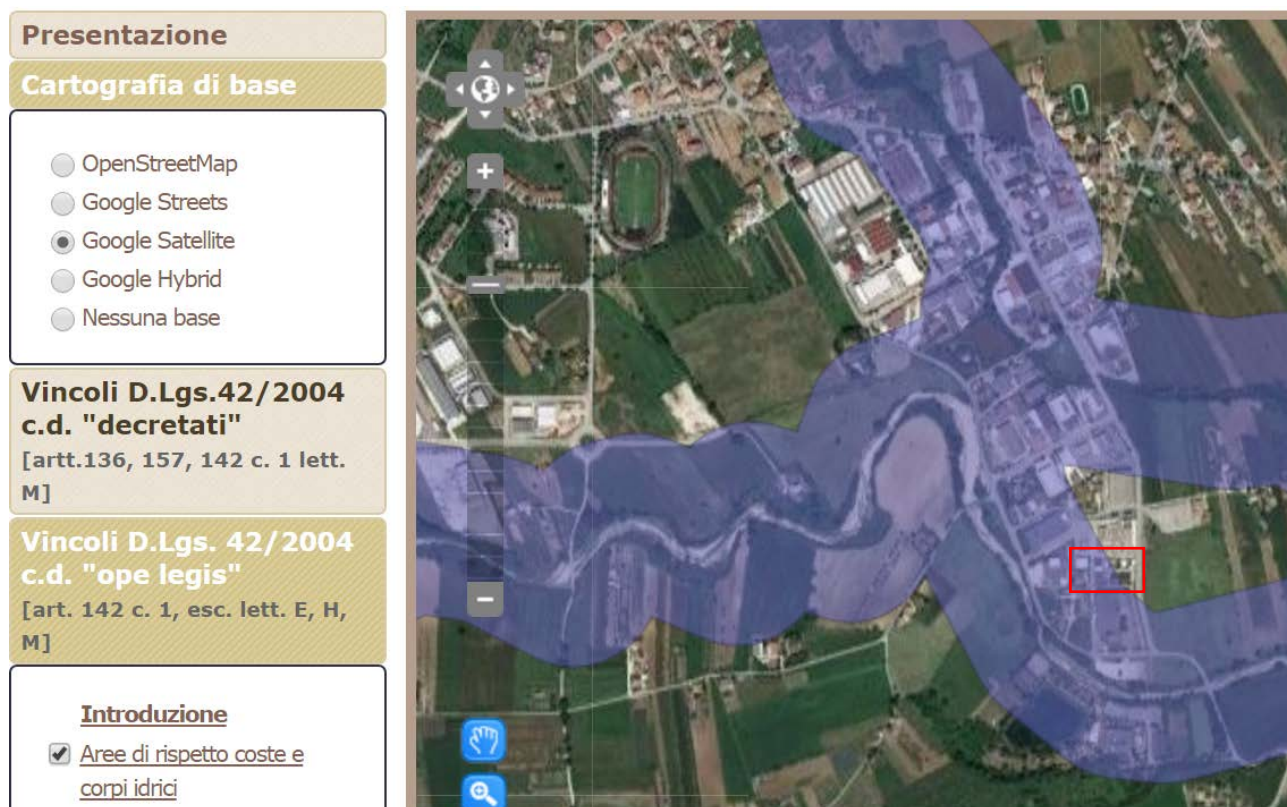 Presentazione
Cartografia di base
OpenStreetMap
Google Streets
Google Satellite
Google Hybrid
Nessuna base
Vincoli D.Lgs.42/2004
c.d. "decretati"
[artt.136, 157, 142 c. 1 lett.
M]
Vincoli D.Lgs. 42/2004
c.d. "ope legis"
[art. 142 c. 1, esc. lett. E, H,
M]
Introduzione
Aree di rispetto coste e
corpi idrici